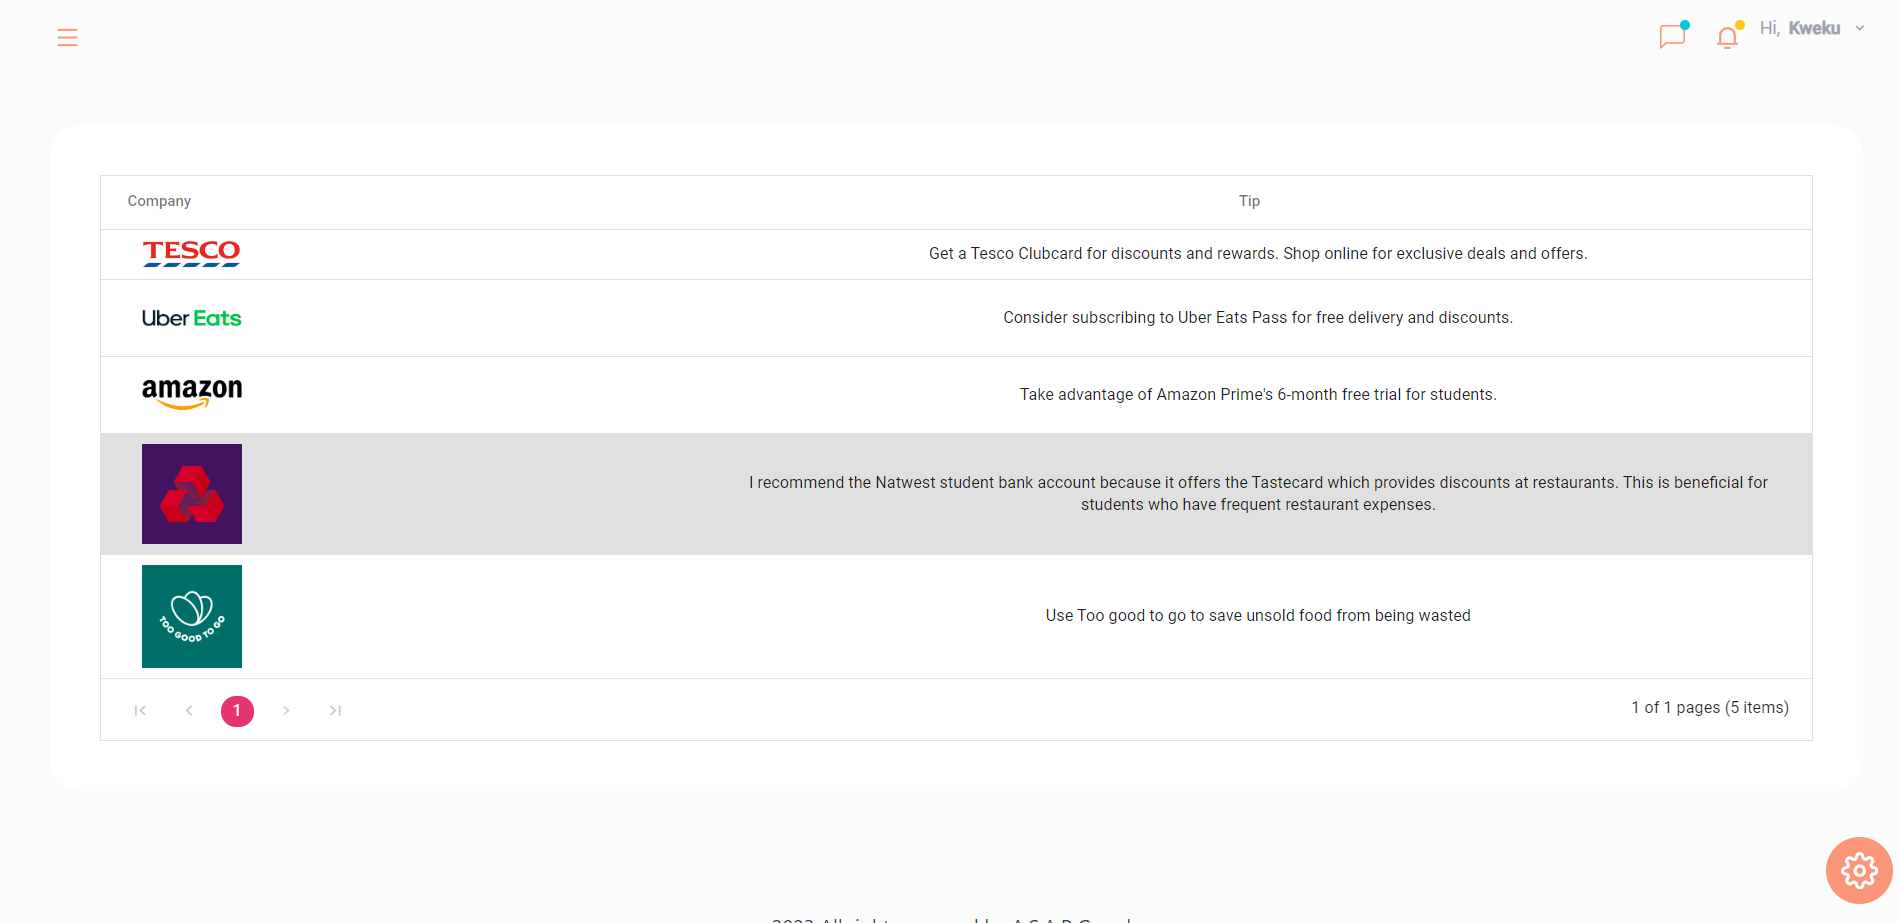 Hi, Kweku
Company Tip
TESCO Get a Tesco Clubcard for discounts and rewards. Shop online for exclusive deals and offers.
Uber Eats Consider subscribing to Uber Eats Pass for free delivery and discounts.
amazon Take advantage of Amazon Prime's 6-month free trial for students.
I recommend the Natwest student bank account because it offers the Tastecard which provides discounts at restaurants. This is beneficial for
students who have frequent restaurant expenses.
TOO GOOD TO GO Use Too good to go to save unsold food from being wasted
1 1 of 1 pages (5 items)